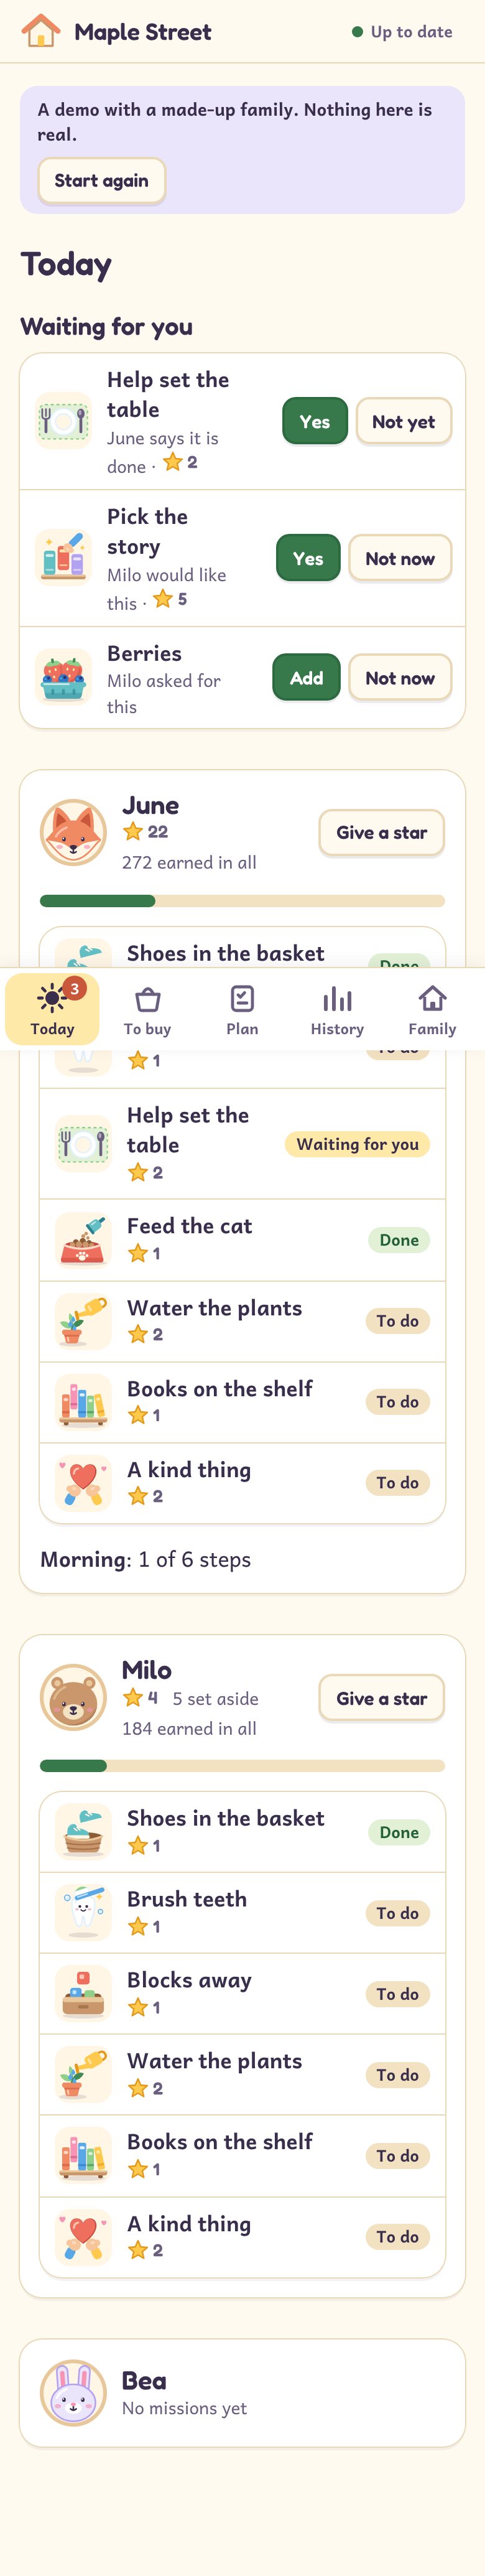 Maple Street
Up to date
A demo with a made-up family. Nothing here is
real.
Start again
Today
Waiting for you
Help set the
table
June says it is
done · 2
Yes
Not yet
Pick the
story
Milo would like
this · 5
Yes
Not now
Berries
Milo asked for
this
Add
Not now
June
22
272 earned in all
Give a star
Shoes in the basket
Done
3
Today
To buy
Plan
History
Family
1
To do
Help set the
table
2
Waiting for you
Feed the cat
1
Done
Water the plants
2
To do
Books on the shelf
1
To do
A kind thing
2
To do
Morning: 1 of 6 steps
Milo
4 5 set aside
184 earned in all
Give a star
Shoes in the basket
1
Done
Brush teeth
1
To do
Blocks away
1
To do
Water the plants
2
To do
Books on the shelf
1
To do
A kind thing
2
To do
Bea
No missions yet